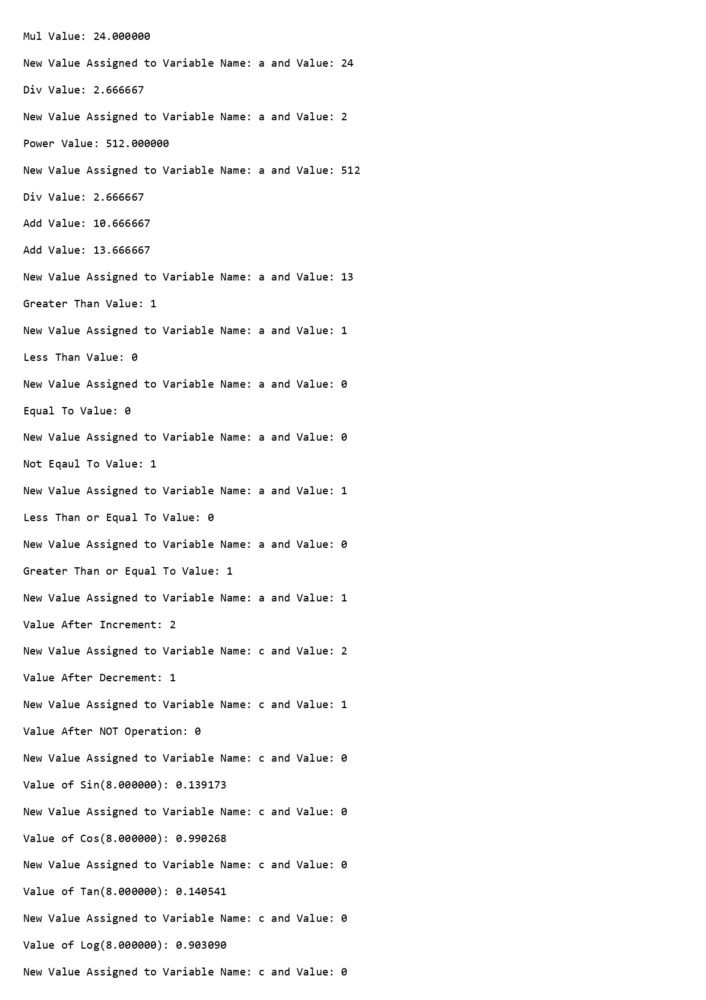 Mul Value: 24.000000
New Value Assigned to Variable Name: a and Value: 24
Div Value: 2.666667
New Value Assigned to Variable Name: a and Value: 2
Power Value: 512.000000
New Value Assigned to Variable Name: a and Value: 512
Div Value: 2.666667
Add Value: 10.666667
Add Value: 13.666667
New Value Assigned to Variable Name: a and Value: 13
Greater Than Value: 1
New Value Assigned to Variable Name: a and Value: 1
Less Than Value: 0
New Value Assigned to Variable Name: a and Value: 0
Equal To Value: 0
New Value Assigned to Variable Name: a and Value: 0
Not Eqaul To Value: 1
New Value Assigned to Variable Name: a and Value: 1
Less Than or Equal To Value: 0
New Value Assigned to Variable Name: a and Value: 0
Greater Than or Equal To Value: 1
New Value Assigned to Variable Name: a and Value: 1
Value After Increment: 2
New Value Assigned to Variable Name: c and Value: 2
Value After Decrement: 1
New Value Assigned to Variable Name: c and Value: 1
Value After NOT Operation: 0
New Value Assigned to Variable Name: c and Value: 0
Value of Sin(8.000000): 0.139173
New Value Assigned to Variable Name: c and Value: 0
Value of Cos(8.000000): 0.990268
New Value Assigned to Variable Name: c and Value: 0
Value of Tan(8.000000): 0.140541
New Value Assigned to Variable Name: c and Value: 0
Value of Log(8.000000): 0.903090
New Value Assigned to Variable Name: c and Value: 0